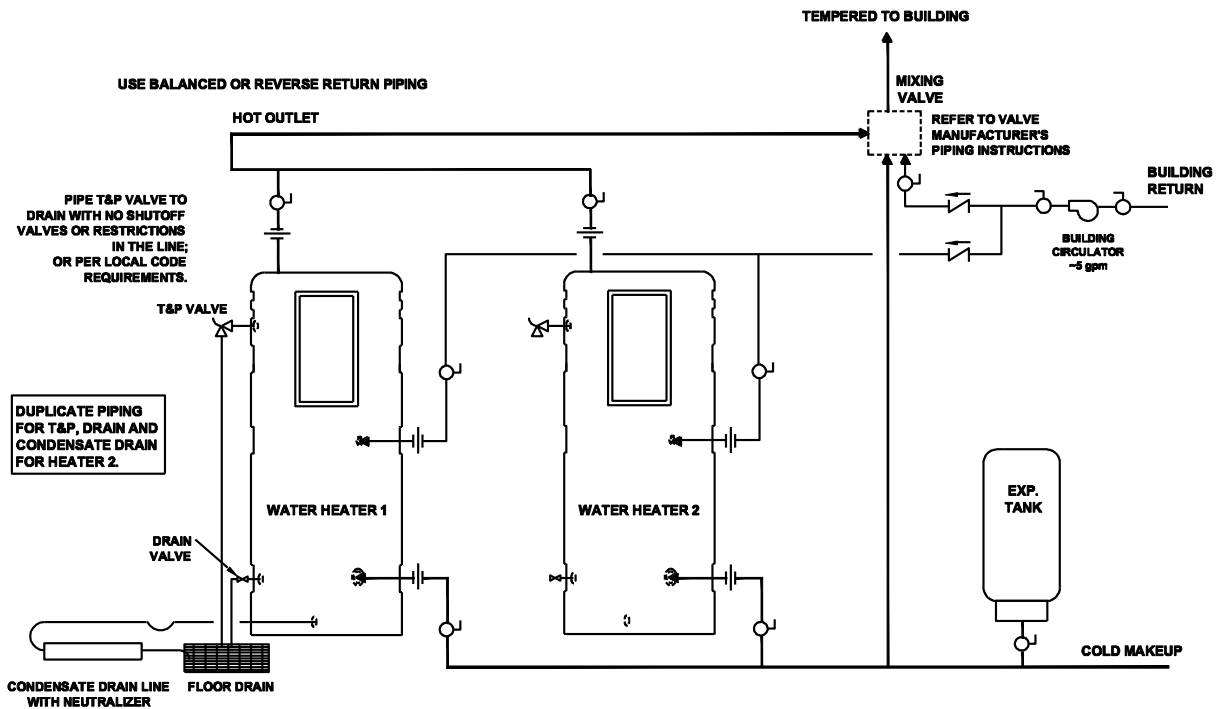 TEMPERED TO BUILDING
USE BALANCED OR REVERSE RETURN PIPING
MIXING
VALVE
HOT OUTLET
REFER TO VALVE
MANUFACTURER'S
PIPING INSTRUCTIONS
BUILDING
RETURN
PIPE T&P VALVE TO
DRAIN WITH NO SHUTOFF
VALVES OR RESTRICTIONS
IN THE LINE;
OR PER LOCAL CODE
REQUIREMENTS.
BUILDING
CIRCULATOR
~5 gpm
T&P VALVE
DUPLICATE PIPING
FOR T&P, DRAIN AND
CONDENSATE DRAIN
FOR HEATER 2.
EXP.
TANK
WATER HEATER 1
WATER HEATER 2
DRAIN
VALVE
COLD MAKEUP
CONDENSATE DRAIN LINE
WITH NEUTRALIZER
FLOOR DRAIN